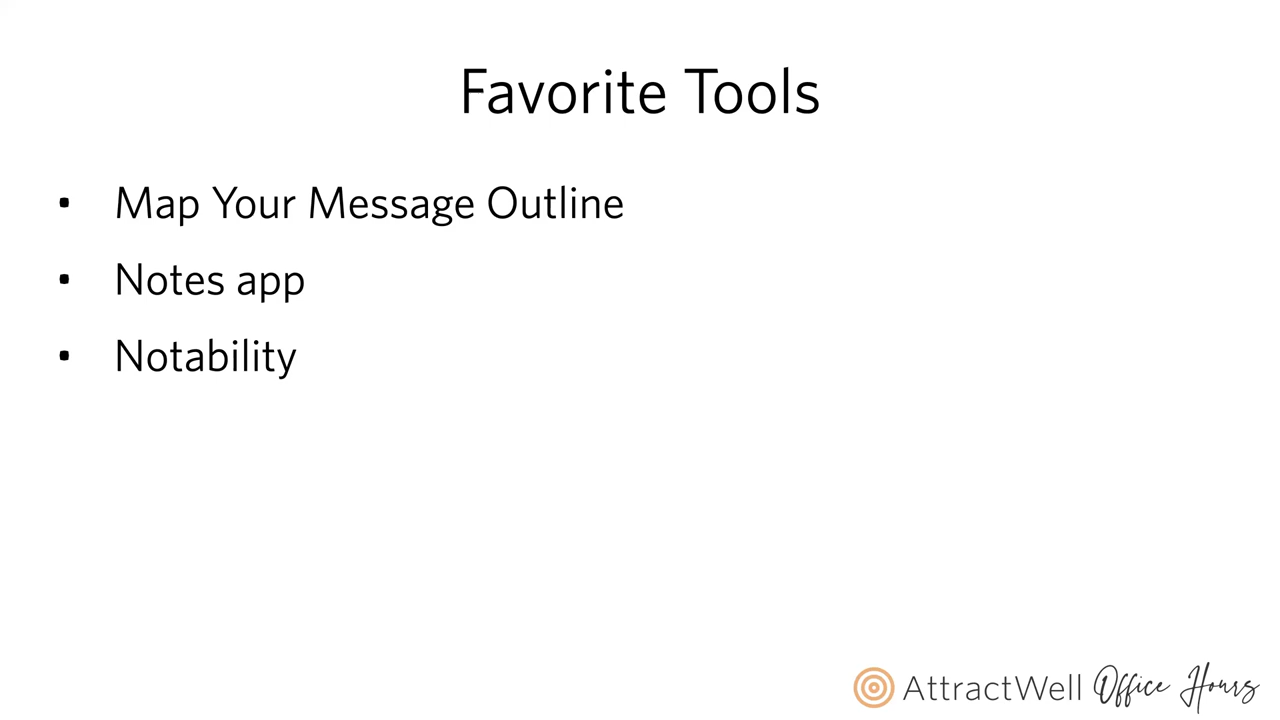 Favorite Tools
• Map Your Message Outline
• Notes app
• Notability
AttractWell Office Hours